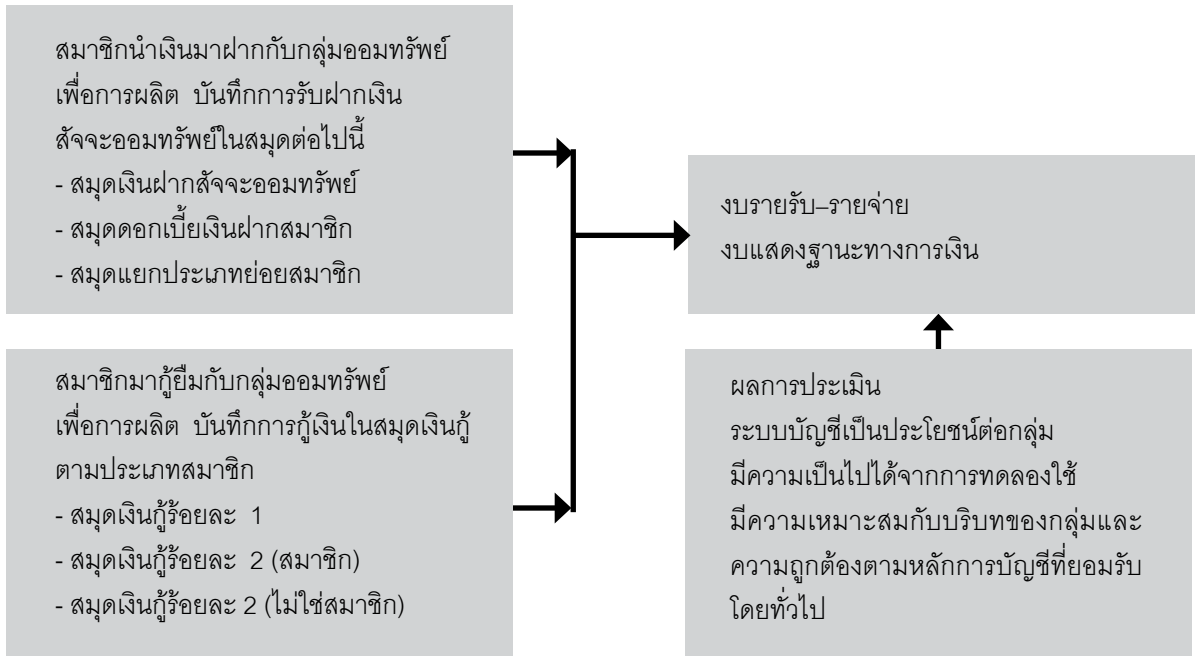 สมาชิกนำเงินมาฝากกับกลุ่มออมทรัพย์
เพื่อการผลิต บันทึกการรับฝากเงิน
สัจจะออมทรัพย์ในสมุดต่อไปนี้
- สมุดเงินฝากสัจจะออมทรัพย์
- สมุดดอกเบี้ยเงินฝากสมาชิก
- สมุดแยกประเภทย่อยสมาชิก
สมาชิกมากู้ยืมกับกลุ่มออมทรัพย์
เพื่อการผลิต บันทึกการกู้เงินในสมุดเงินกู้
ตามประเภทสมาชิก
- สมุดเงินกู้ร้อยละ 1
- สมุดเงินกู้ร้อยละ 2 (สมาชิก)
- สมุดเงินกู้ร้อยละ 2 (ไม่ใช่สมาชิก)
งบรายรับ–รายจ่าย
งบแสดงฐานะทางการเงิน
ผลการประเมิน
ระบบบัญชีเป็นประโยชน์ต่อกลุ่ม
มีความเป็นไปได้จากการทดลองใช้
มีความเหมาะสมกับบริบทของกลุ่มและ
ความถูกต้องตามหลักการบัญชีที่ยอมรับ
โดยทั่วไป